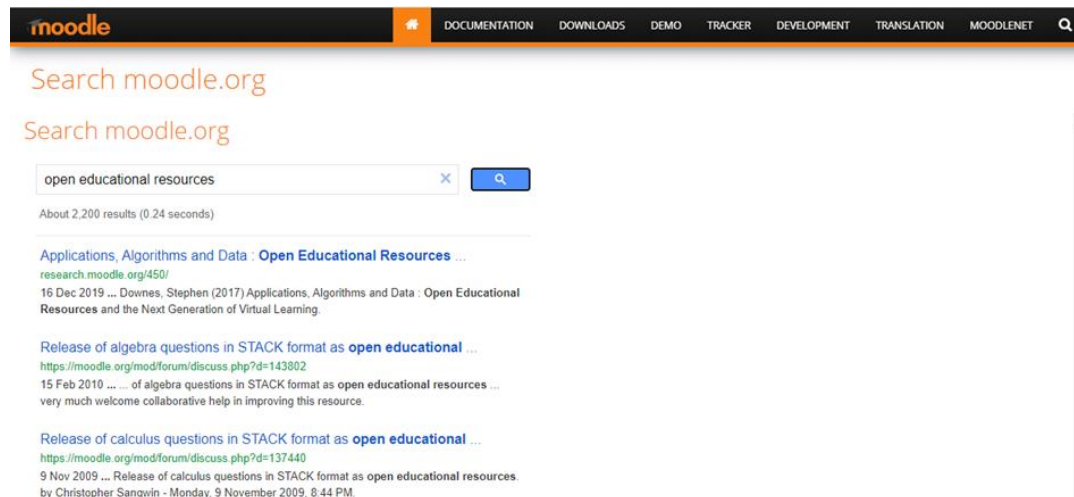 moodle
DOCUMENTATION DOWNLOADS DEMO TRACKER DEVELOPMENT TRANSLATION MOODLENET
Search moodle.org
Search moodle.org
open educational resources
About 2,200 results (0.24 seconds)
Applications, Algorithms and Data : Open Educational Resources ...
research.moodle.org/450/
16 Dec 2019 ... Downes, Stephen (2017) Applications, Algorithms and Data : Open Educational
Resources and the Next Generation of Virtual Learning.
Release of algebra questions in STACK format as open educational ...
https://moodle.org/mod/forum/discuss.php?d=143802
15 Feb 2010 ... ... of algebra questions in STACK format as open educational resources ...
very much welcome collaborative help in improving this resource.
Release of calculus questions in STACK format as open educational ...
https://moodle.org/mod/forum/discuss.php?d=137440
9 Nov 2009 ... Release of calculus questions in STACK format as open educational resources.
by Christopher Sangwin - Monday, 9 November 2009, 8:44 PM.